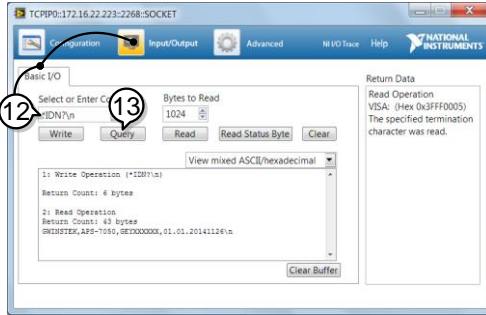 TCPIP0::172.16.22.223::2268::SOCKET
Configuration Input/Output Advanced NI I/O Trace Help NATIONAL INSTRUMENTS
Basic I/O
Return Data
Select or Enter Co
Bytes to Read
12
*IDN?\n
13
1024
Write Query Read Read Status Byte Clear
View mixed ASCII/hexadecimal
1: Write Operation (*IDN?\n)
Return Count: 6 bytes
2: Read Operation
Return Count: 43 bytes
GWINSTEK,APS-7050,GEYXXXXXX,01.01.20141126\n
Clear Buffer
Read Operation
VISA: (Hex 0x3FFF0005)
The specified termination
character was read.